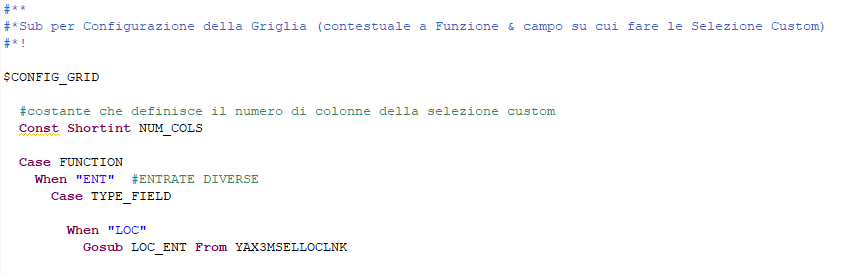 #**
#*Sub per Configurazione della Griglia (contestuale a Funzione & campo su cui fare le Selezione Custom)
#*!
$CONFIG_GRID
#costante che definisce il numero di colonne della selezione custom
Const Shortint NUM_COLS
Case FUNCTION
When "ENT" #ENTRATE DIVERSE
Case TYPE_FIELD
When "LOC"
Gosub LOC_ENT From YAX3MSELLOCLNK